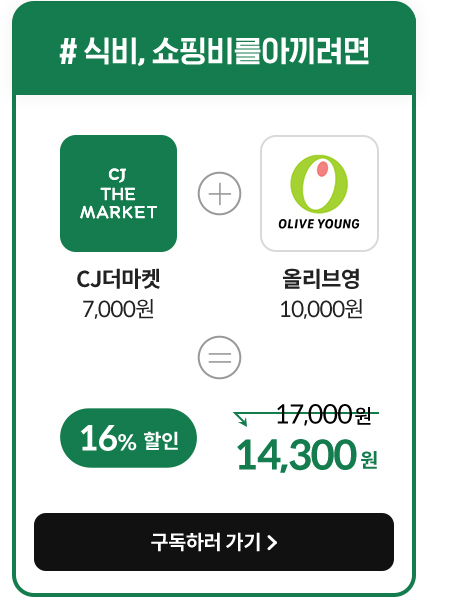 # 식비, 쇼핑비를아끼려면
CJ
THE
MARKET
OLIVE YOUNG
CJ더마켓
올리브영
7,000원
10,000원
17,000원
16% 할인
14,300원
구독하러 가기